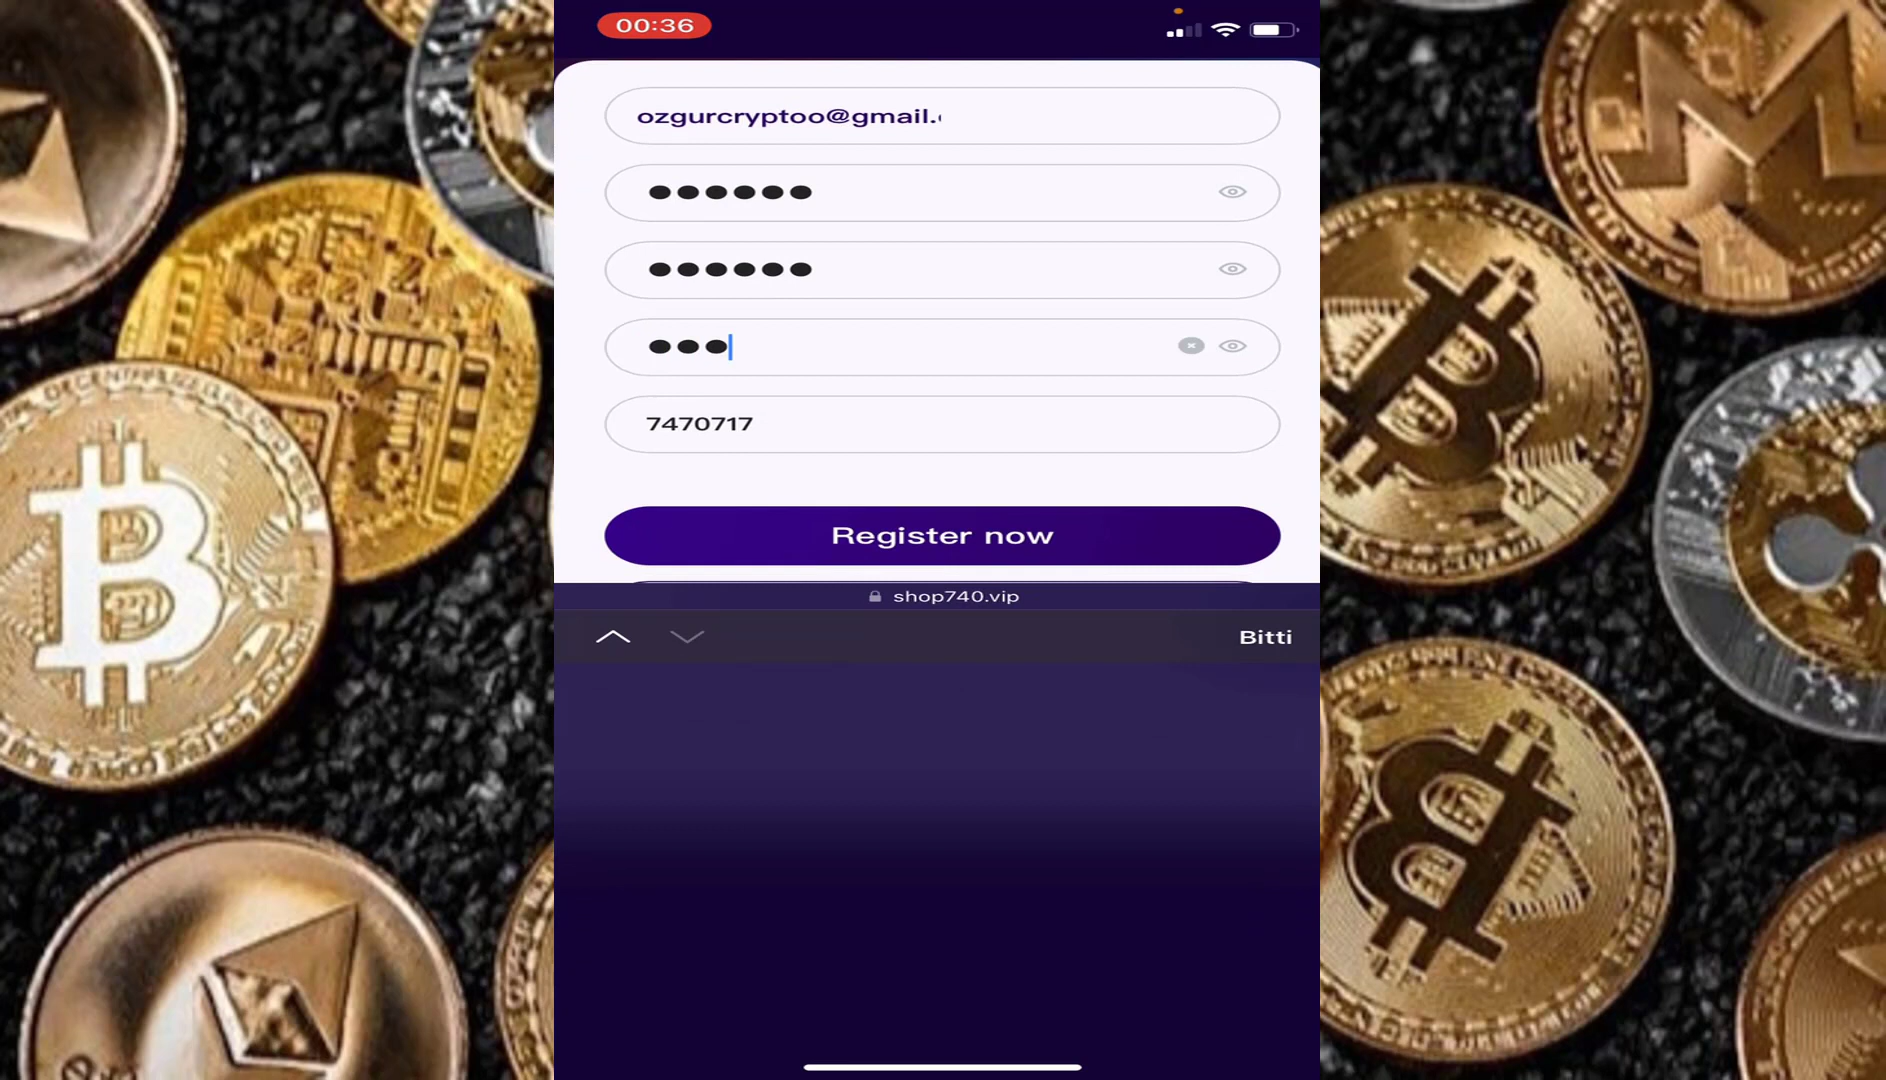 00:36
ozgurcryptoo@gmail.
7470717
Register now
shop740.vip
Bitti